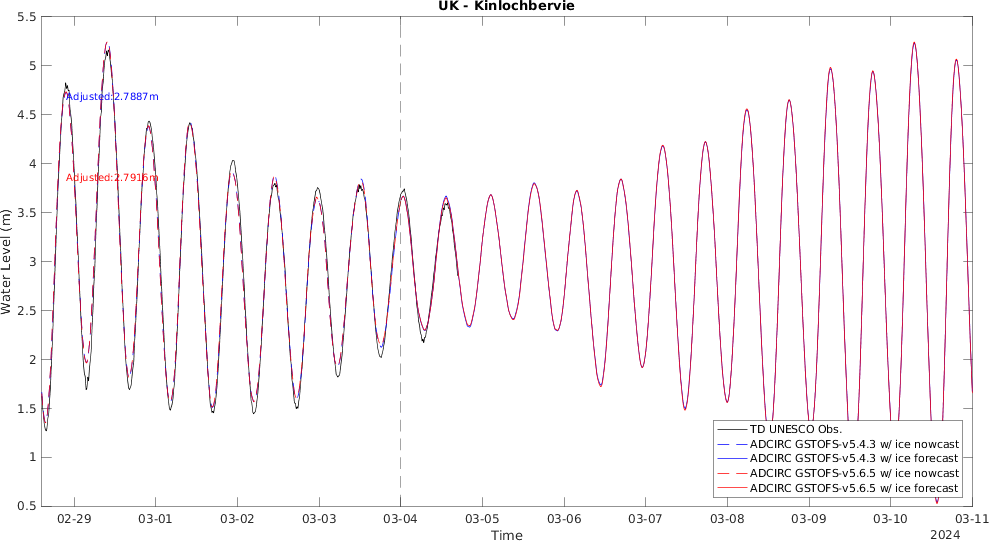 UK - Kinlochbervie
5.5
5
4.5
4
3.5
3
2.5
2
1.5
1
0.5
Water Level (m)
Adjusted:2.7887m
Adjusted:2.7916m
TD UNESCO Obs.
ADCIRC GSTOFS-v5.4.3 w/ ice nowcast
ADCIRC GSTOFS-v5.4.3 w/ ice forecast
ADCIRC GSTOFS-v5.6.5 w/ ice nowcast
ADCIRC GSTOFS-v5.6.5 w/ ice forecast
02-29 03-01 03-02 03-03 03-04 03-05 03-06 03-07 03-08 03-09 03-10 03-11
Time
2024